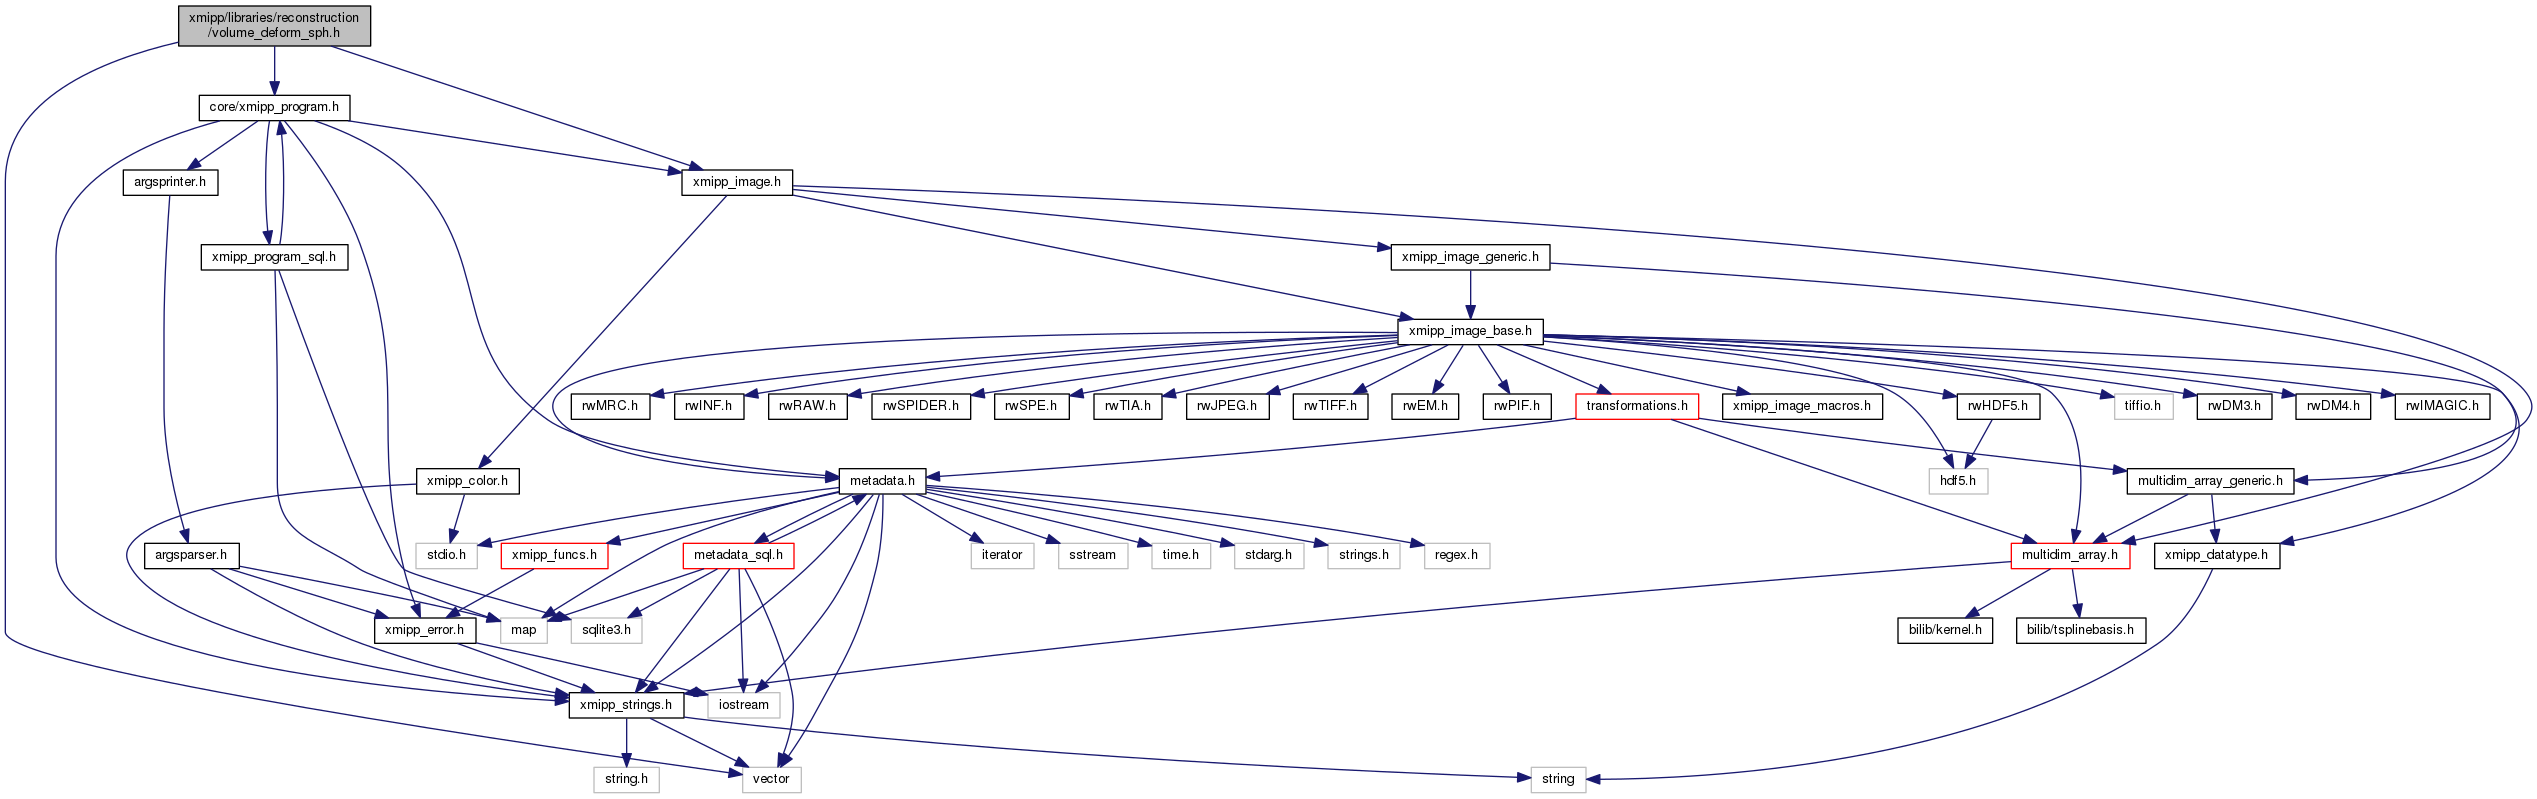 xmipp/libraries/reconstruction
/volume_deform_sph.h
core/xmipp_program.h
argsprinter.h
xmipp_image.h
xmipp_program_sql.h
xmipp_image_generic.h
xmipp_image_base.h
rwMRC.h
rwINF.h
rwRAW.h
rwSPIDER.h
rwSPE.h
rwTIA.h
rwJPEG.h
rwTIFF.h
rwEM.h
rwPIF.h
transformations.h
xmipp_image_macros.h
rwHDF5.h
tiffio.h
rwDM3.h
rwDM4.h
rwIMAGIC.h
xmipp_color.h
metadata.h
hdf5.h
multidim_array_generic.h
argsparser.h
stdio.h
xmipp_funcs.h
metadata_sql.h
iterator
sstream
time.h
stdarg.h
strings.h
regex.h
multidim_array.h
xmipp_datatype.h
xmipp_error.h
map
sqlite3.h
bilib/kernel.h
bilib/tsplinebasis.h
xmipp_strings.h
iostream
string.h
vector
string